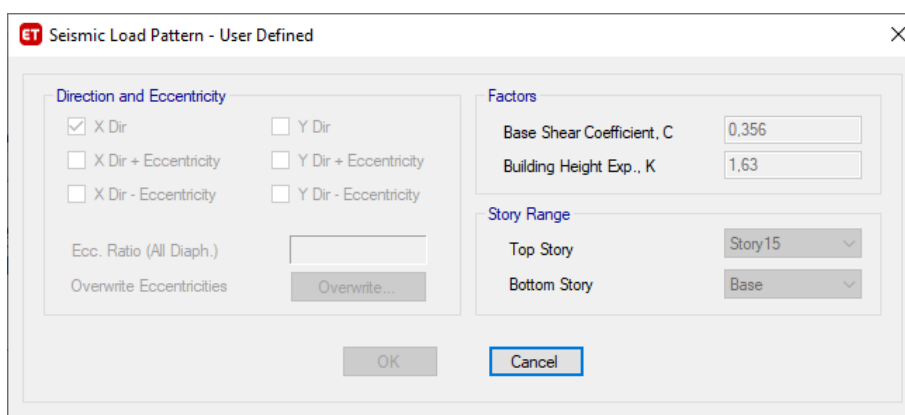 ET Seismic Load Pattern - User Defined
Direction and Eccentricity
X Dir
Y Dir
X Dir + Eccentricity
Y Dir + Eccentricity
X Dir - Eccentricity
Y Dir - Eccentricity
Ecc. Ratio (All Diaph.)
Overwrite Eccentricities
Overwrite...
Factors
Base Shear Coefficient, C
0,356
Building Height Exp., K
1,63
Story Range
Top Story
Story15
Bottom Story
Base
OK
Cancel